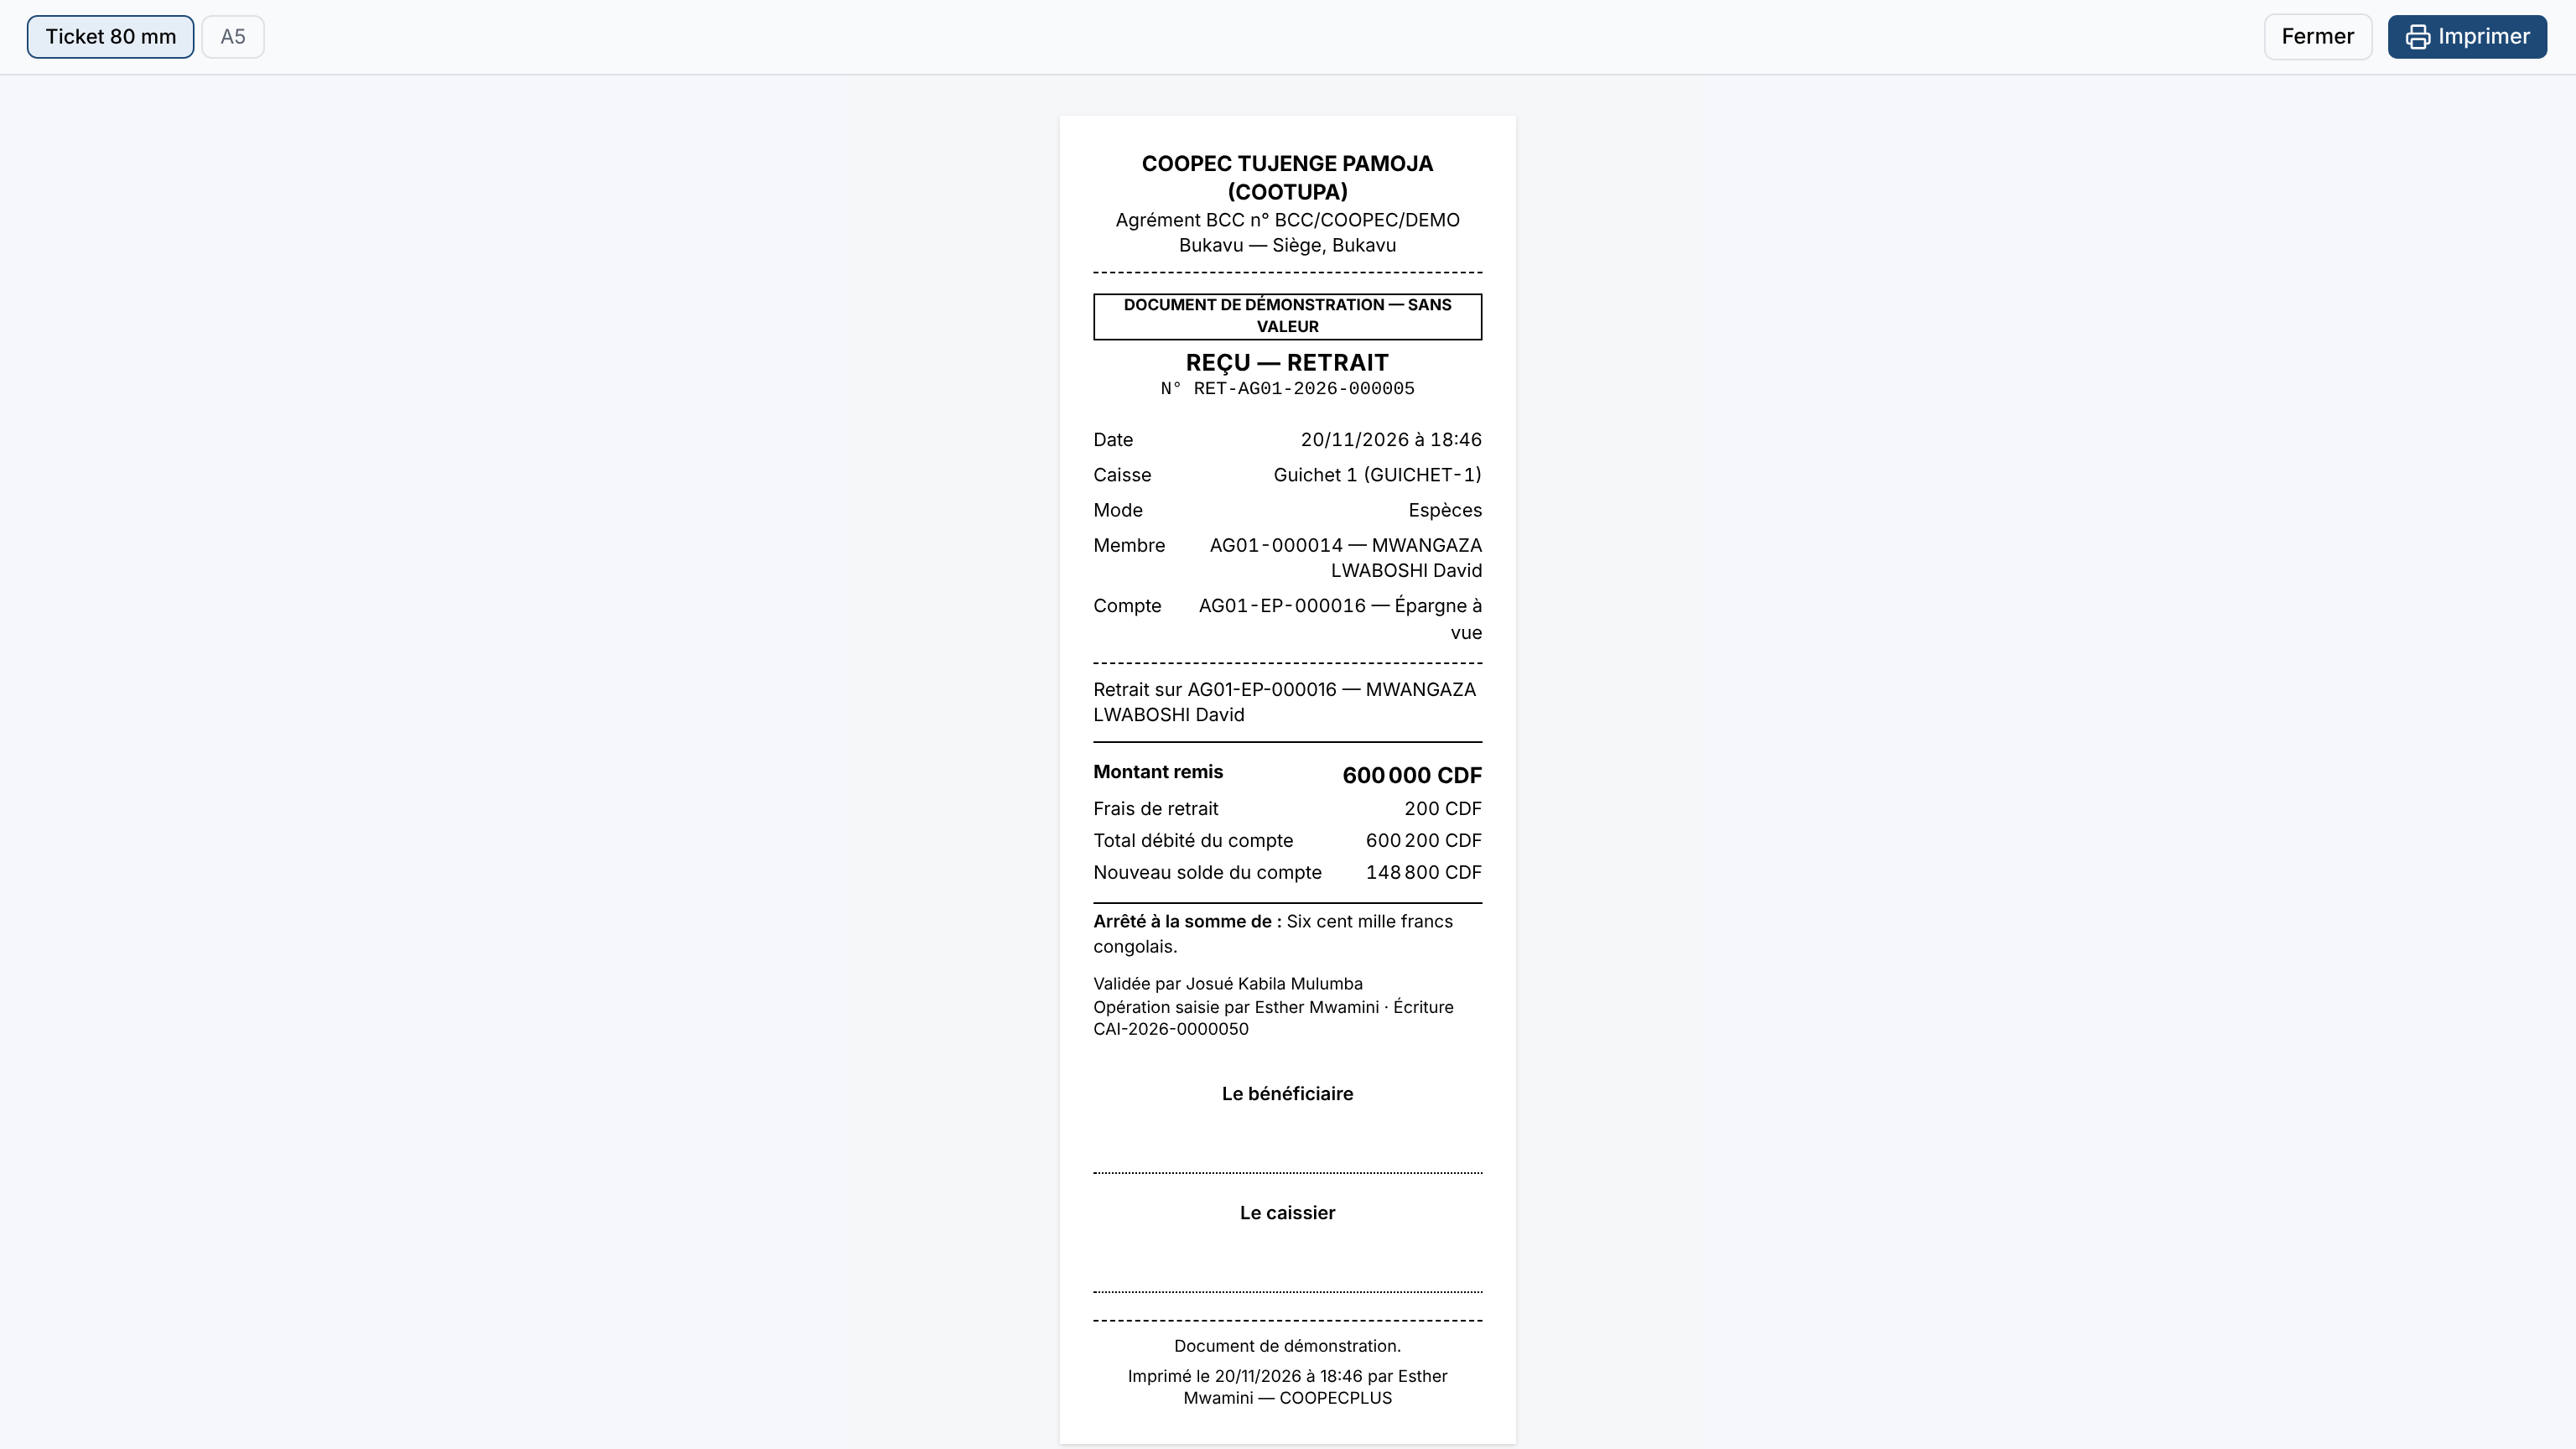 Ticket 80 mm
A5
Fermer
Imprimer
COOPEC TUJENGE PAMOJA
(COOTUPA)
Agrément BCC n° BCC/COOPEC/DEMO
Bukavu — Siège, Bukavu
DOCUMENT DE DÉMONSTRATION — SANS
VALEUR
REÇU — RETRAIT
N° RET-AG01-2026-000005
Date 20/11/2026 à 18:46
Caisse Guichet 1 (GUICHET-1)
Mode Espèces
Membre AG01-000014 — MWANGAZA
LWABOSHI David
Compte AG01-EP-000016 — Épargne à
vue
Retrait sur AG01-EP-000016 — MWANGAZA
LWABOSHI David
Montant remis 600 000 CDF
Frais de retrait 200 CDF
Total débité du compte 600 200 CDF
Nouveau solde du compte 148 800 CDF
Arrêté à la somme de : Six cent mille francs
congolais.
Validée par Josué Kabila Mulumba
Opération saisie par Esther Mwamini · Écriture
CAI-2026-0000050
Le bénéficiaire
Le caissier
Document de démonstration.
Imprimé le 20/11/2026 à 18:46 par Esther
Mwamini — COOPECPLUS